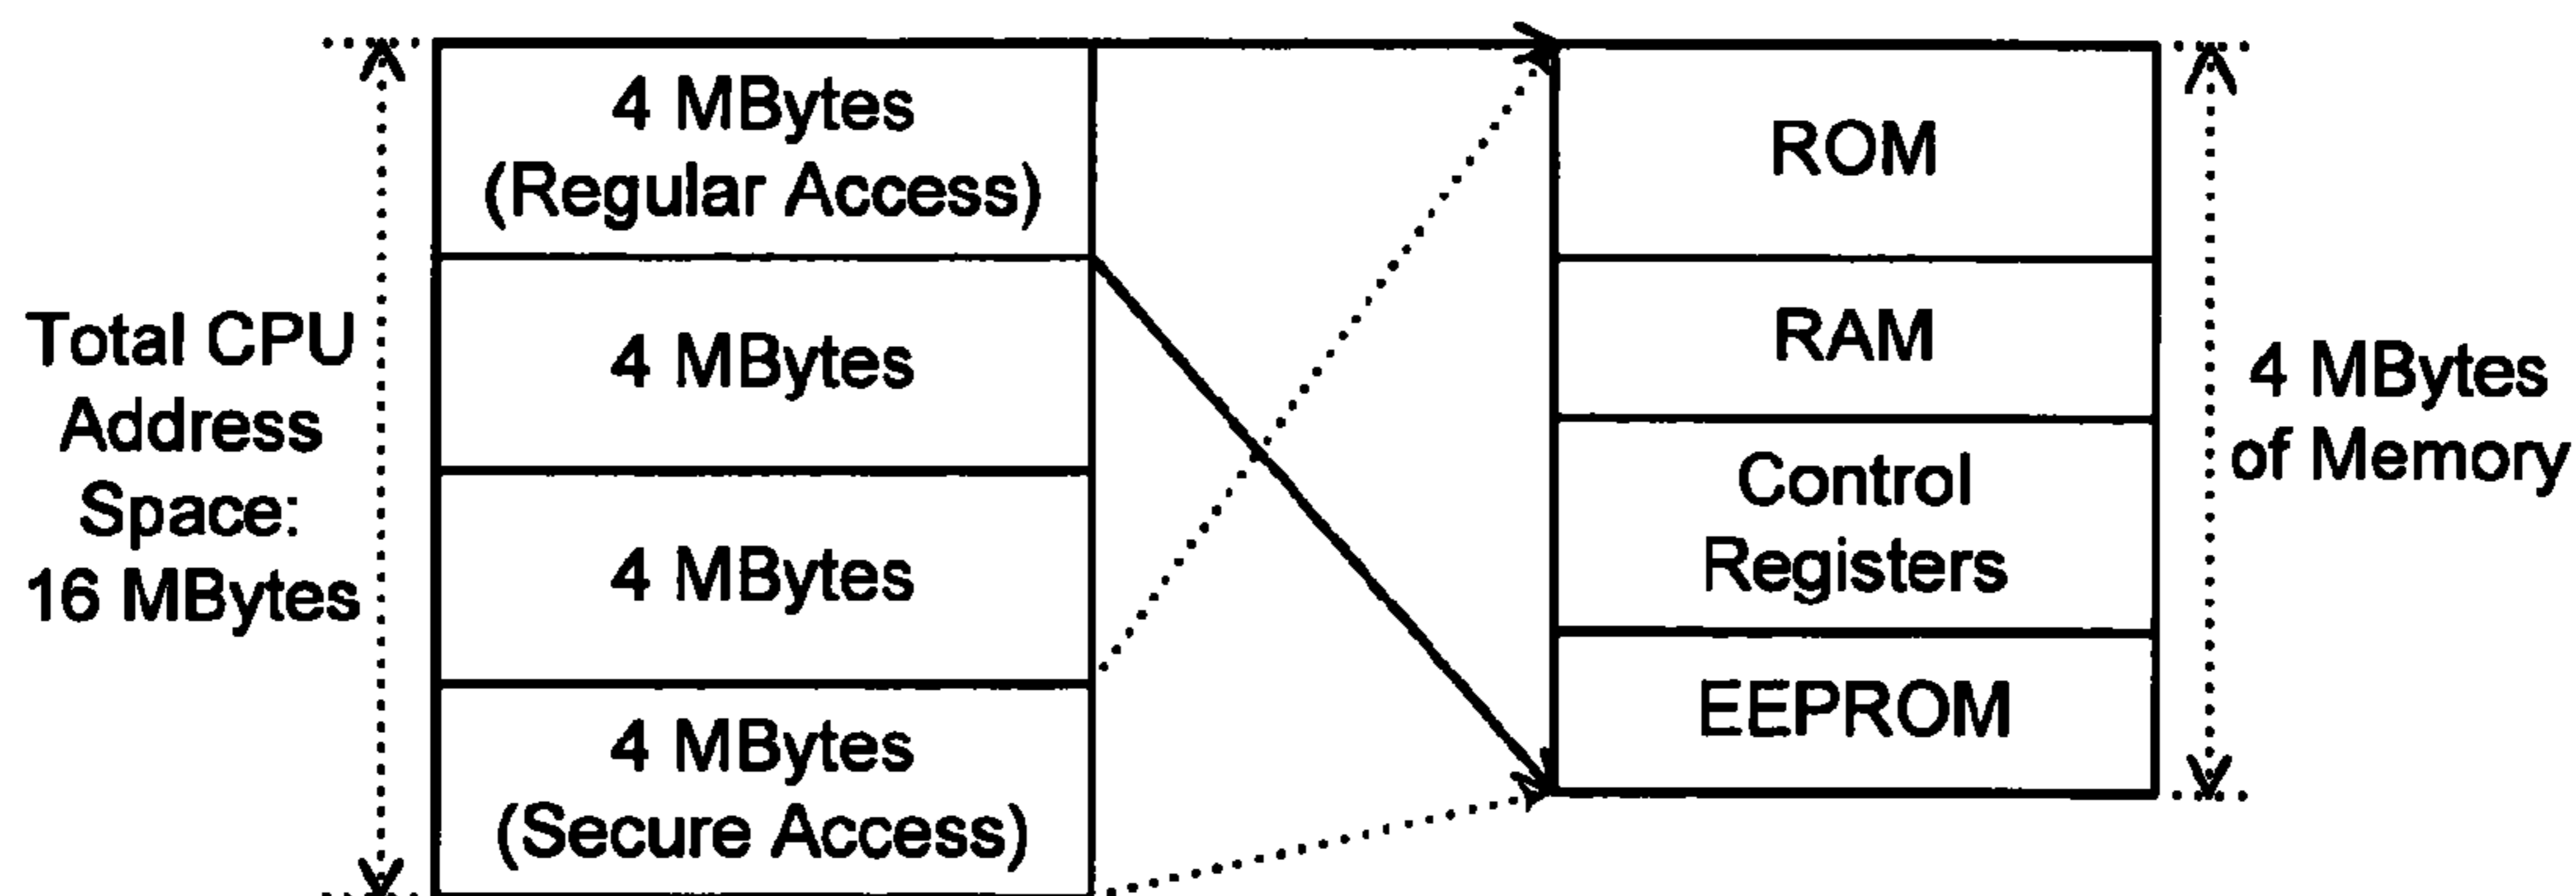 Total CPU
Address
Space:
16 MBytes
4 MBytes
(Regular Access)
4 MBytes
4 MBytes
4 MBytes
(Secure Access)
ROM
RAM
Control
Registers
EEPROM
4 MBytes
of Memory